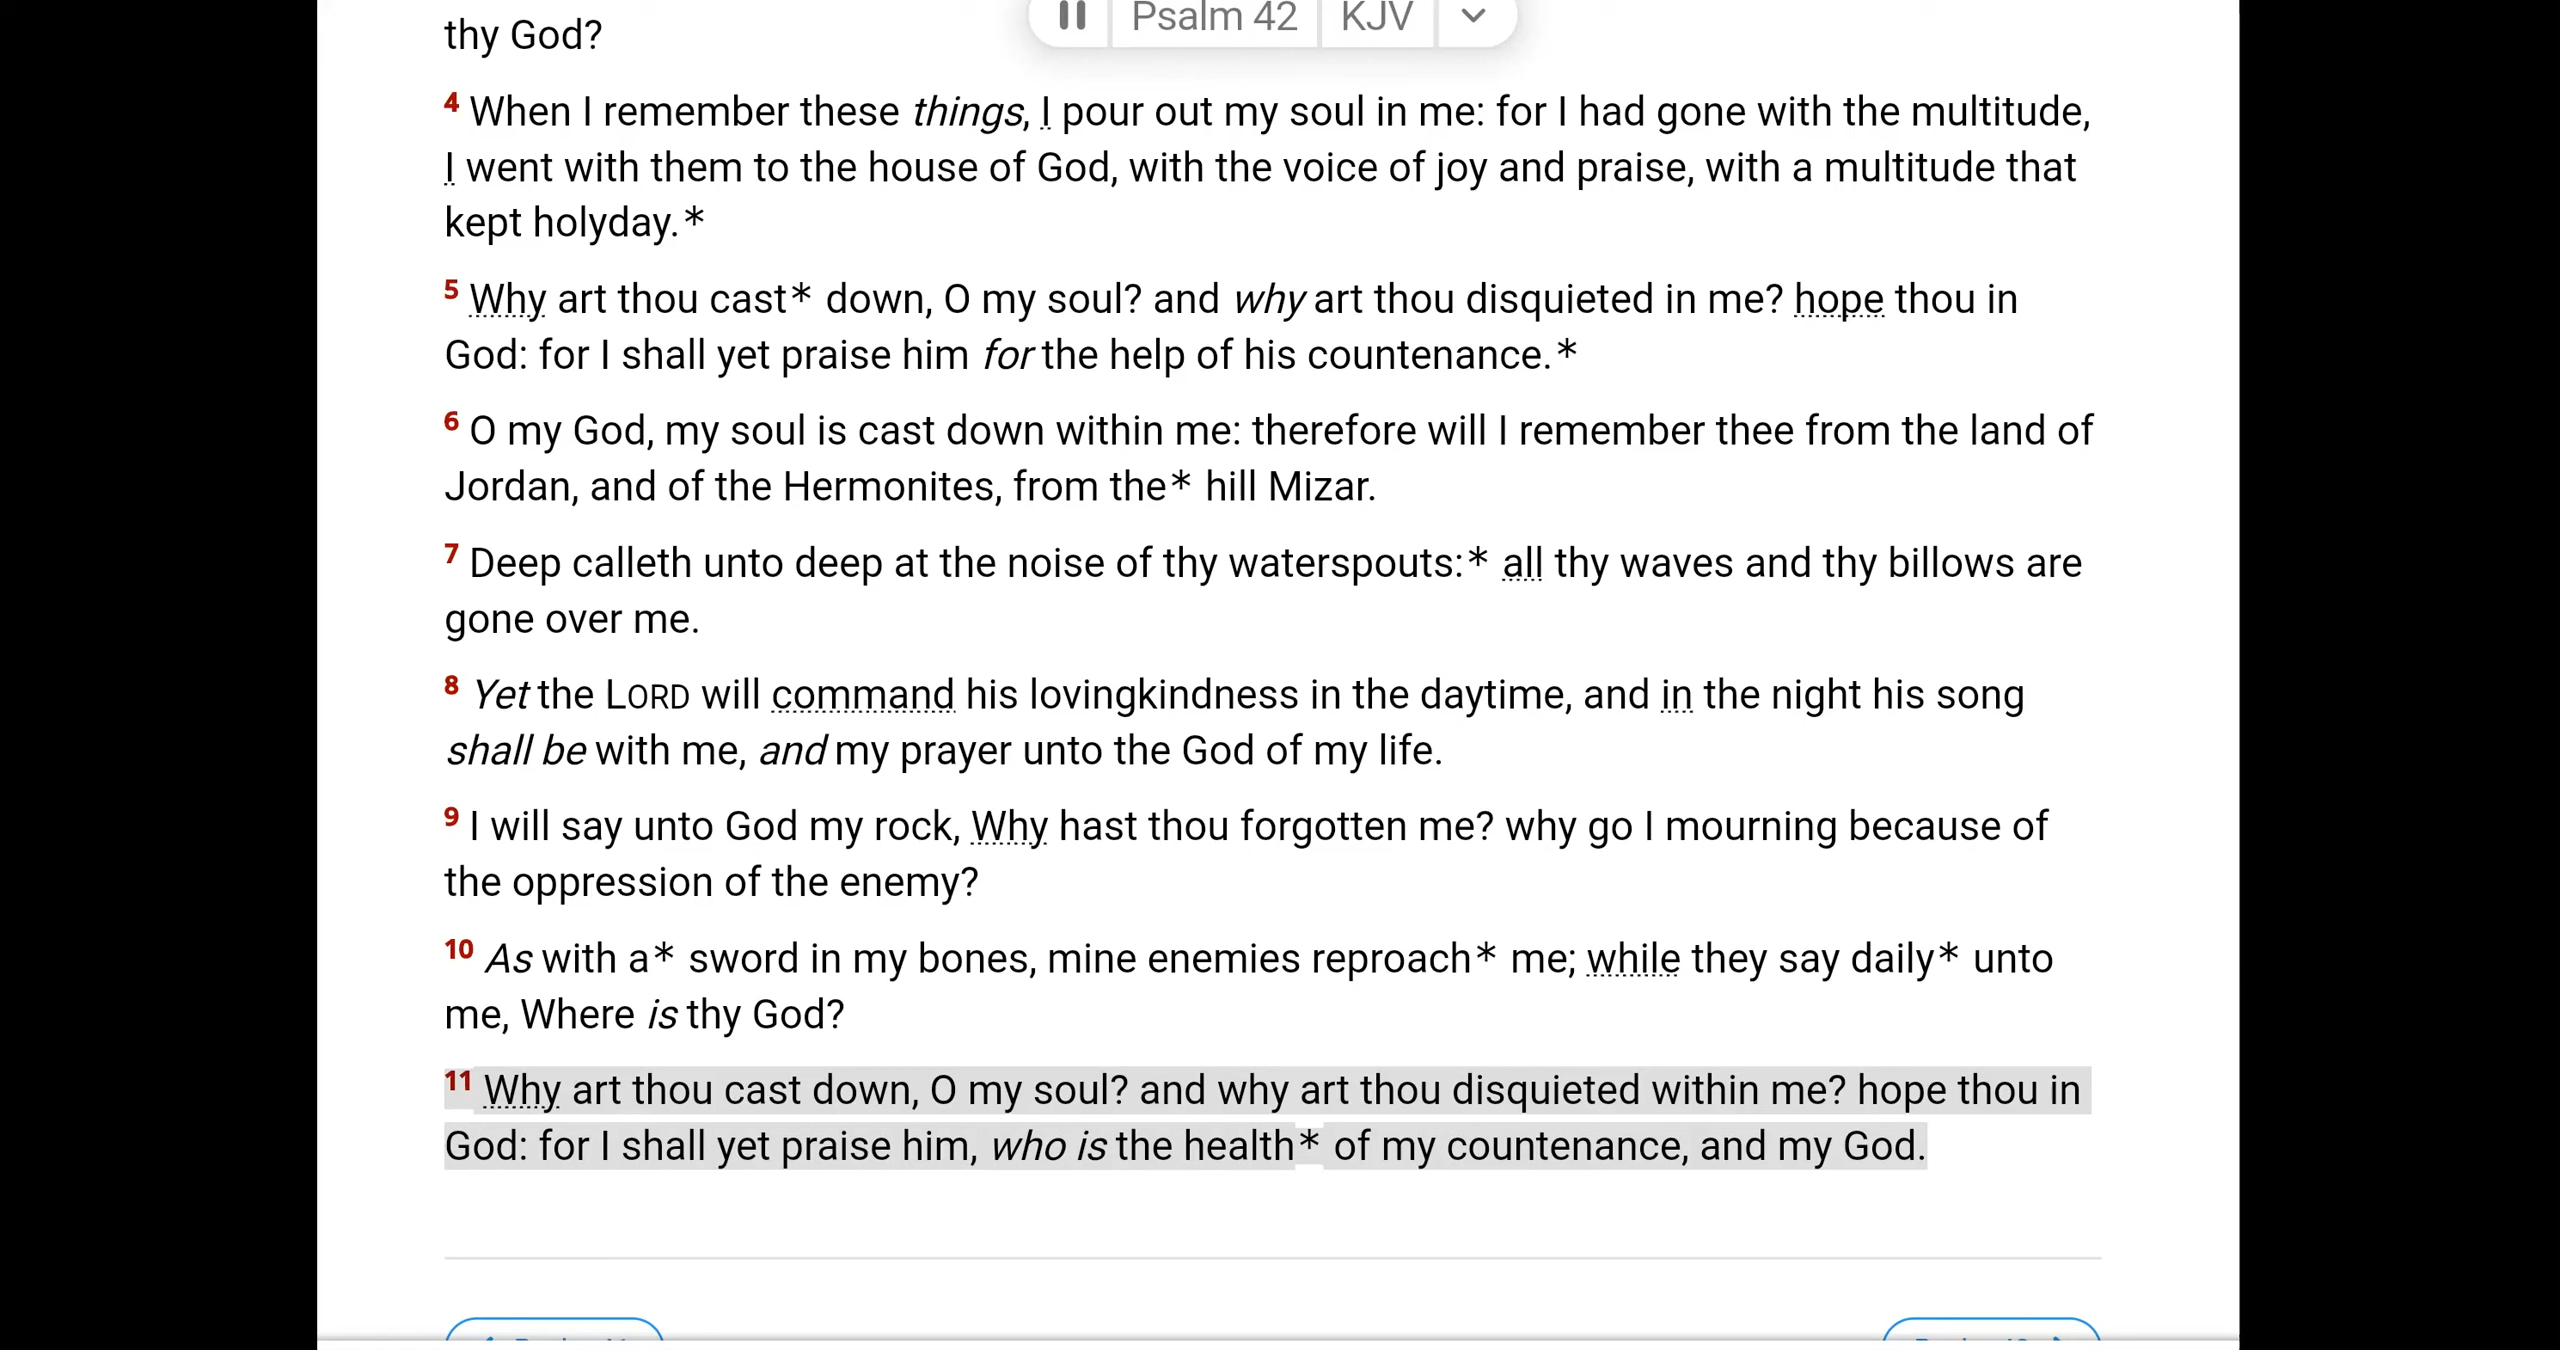 Psalm 42 KJV
thy God?
4 When I remember these things, I pour out my soul in me: for I had gone with the multitude,
I went with them to the house of God, with the voice of joy and praise, with a multitude that
kept holyday.*
5 Why art thou cast* down, O my soul? and why art thou disquieted in me? hope thou in
God: for I shall yet praise him for the help of his countenance.*
6 O my God, my soul is cast down within me: therefore will I remember thee from the land of
Jordan, and of the Hermonites, from the* hill Mizar.
7 Deep calleth unto deep at the noise of thy waterspouts:* all thy waves and thy billows are
gone over me.
8 Yet the LORD will command his lovingkindness in the daytime, and in the night his song
shall be with me, and my prayer unto the God of my life.
9 I will say unto God my rock, Why hast thou forgotten me? why go I mourning because of
the oppression of the enemy?
10 As with a* sword in my bones, mine enemies reproach* me; while they say daily* unto
me, Where is thy God?
11 Why art thou cast down, O my soul? and why art thou disquieted within me? hope thou in
God: for I shall yet praise him, who is the health* of my countenance, and my God.